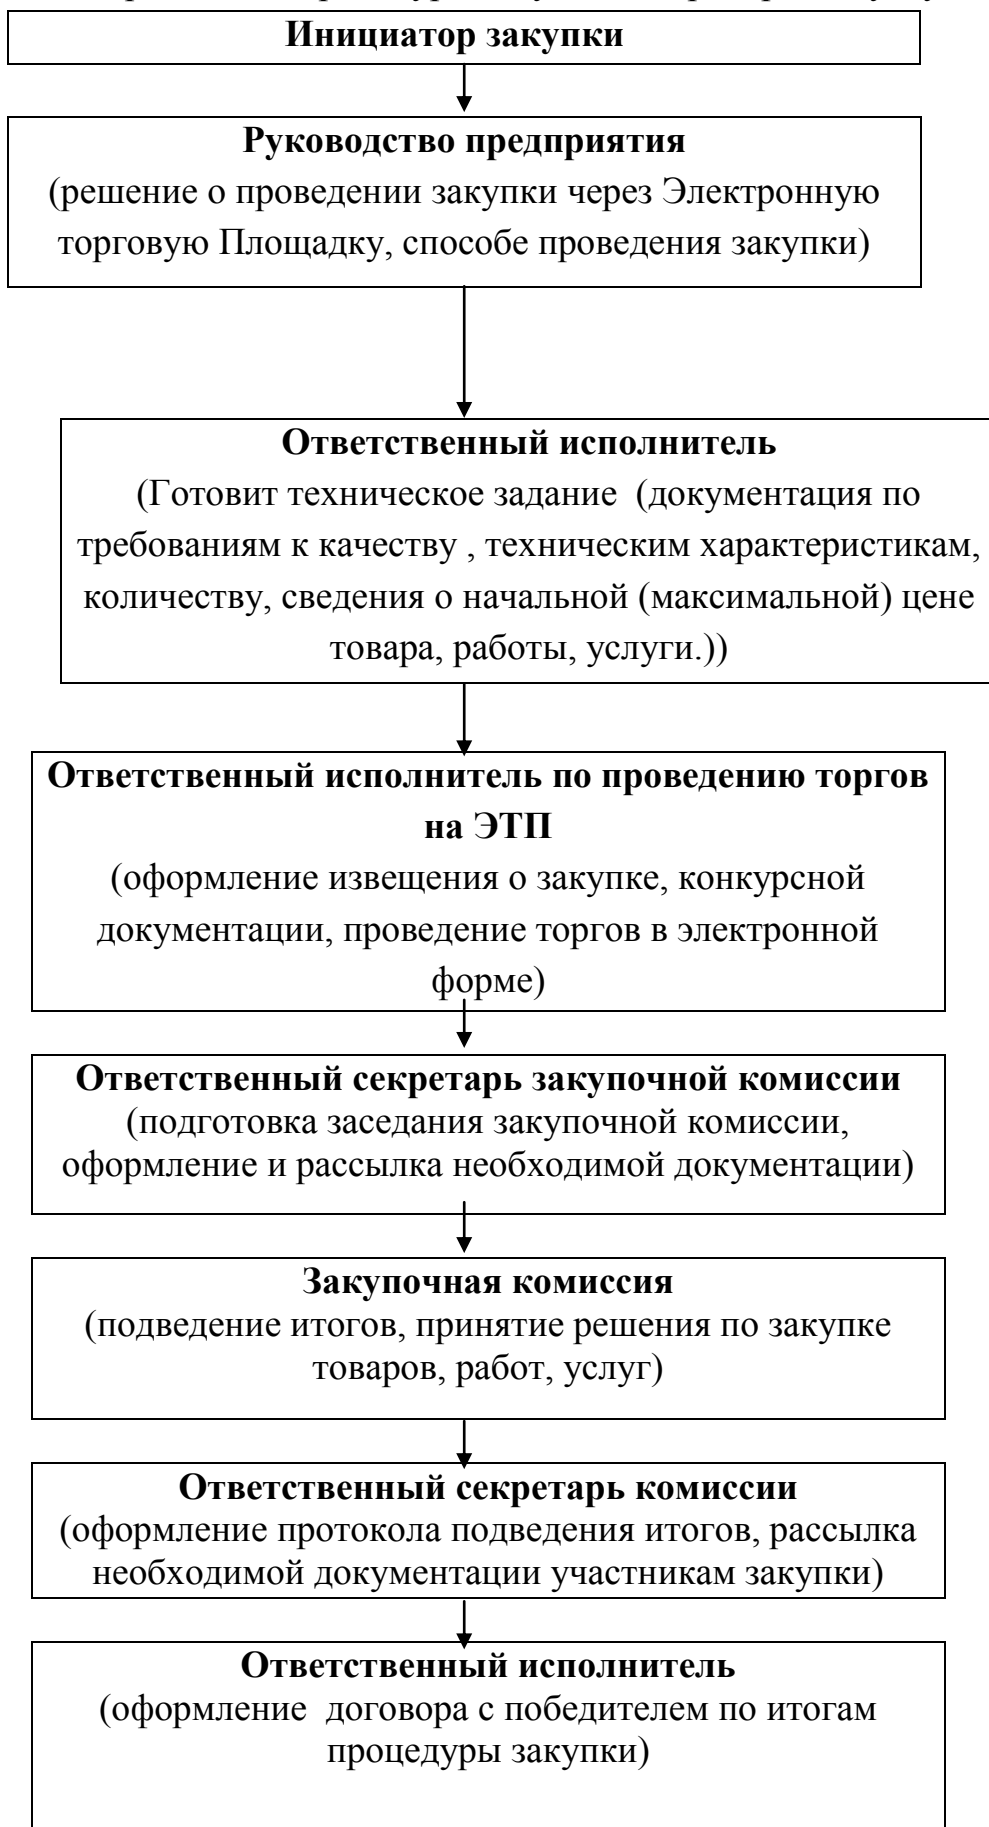 Инициатор закупки
Руководство предприятия
(решение о проведении закупки через Электронную
торговую Площадку, способе проведения закупки)
Ответственный исполнитель
(Готовит техническое задание (документация по
требованиям к качеству , техническим характеристикам,
количеству, сведения о начальной (максимальной) цене
товара, работы, услуги.))
Ответственный исполнитель по проведению торгов
на ЭТП
(оформление извещения о закупке, конкурсной
документации, проведение торгов в электронной
форме)
Ответственный секретарь закупочной комиссии
(подготовка заседания закупочной комиссии,
оформление и рассылка необходимой документации)
Закупочная комиссия
(подведение итогов, принятие решения по закупке
товаров, работ, услуг)
Ответственный секретарь комиссии
(оформление протокола подведения итогов, рассылка
необходимой документации участникам закупки)
Ответственный исполнитель
(оформление договора с победителем по итогам
процедуры закупки)